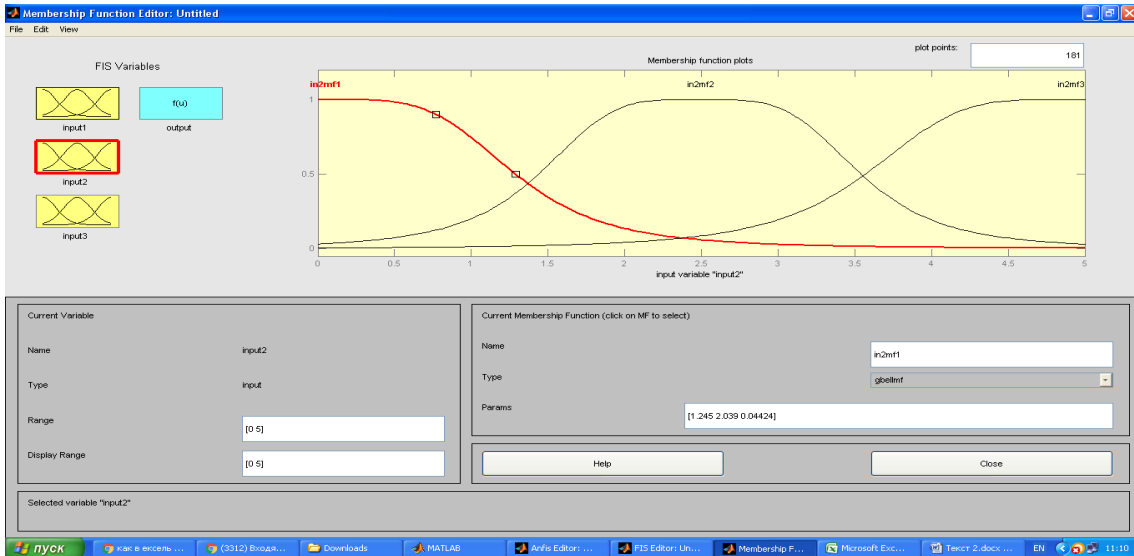 Membership Function Editor: Untitled
File Edit View
FIS Variables
input1
f(u)
output
input2
input3
plot points:
181
Membership function plots
in2mf1
in2mf2
in2mf3
1
0.5
0
0 0.5 1 1.5 2 2.5 3 3.5 4 4.5 5
input variable "input2"
Current Variable
Name input2
Type input
Range [0 5]
Display Range [0 5]
Current Membership Function (click on MF to select)
Name in2mf1
Type gbellmf
Params [1.245 2.039 0.04424]
Help Close
Selected variable "input2"
пуск как в ексель ... (3312) Входя... Downloads MATLAB Anfis Editor: ... FIS Editor: Un... Membership F... Microsoft Exc... Текст 2.docx ... EN 11:10